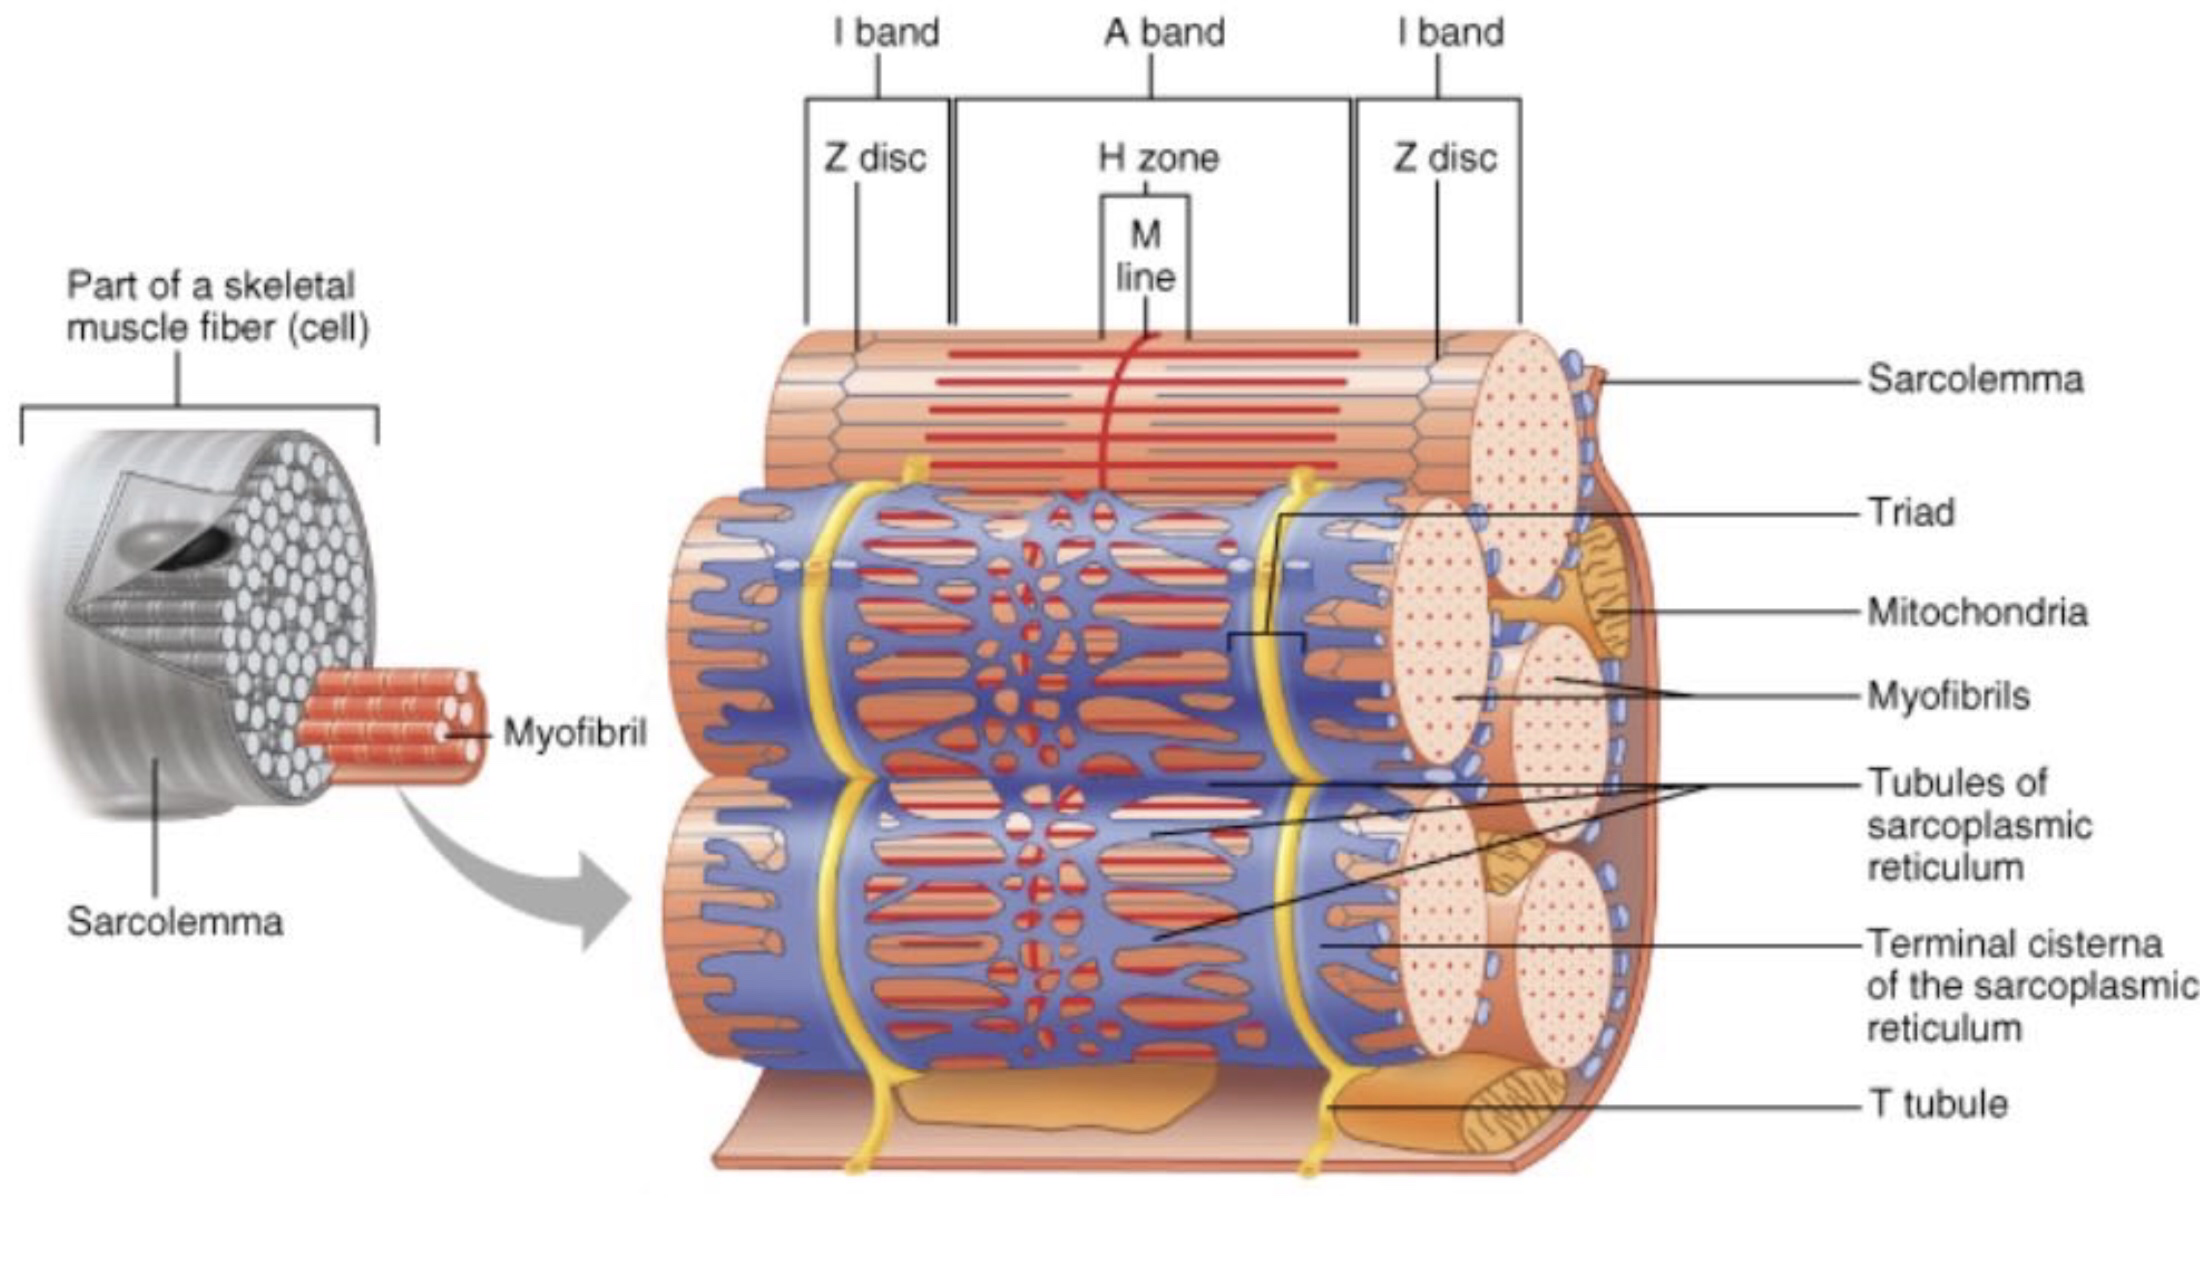 I band
A band
I band
Z disc
H zone
Z disc
M
line
Part of a skeletal
muscle fiber (cell)
Myofibril
Sarcolemma
Sarcolemma
Triad
Mitochondria
Myofibrils
Tubules of
sarcoplasmic
reticulum
Terminal cisterna
of the sarcoplasmic
reticulum
T tubule